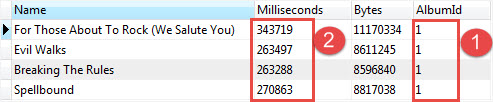 Name Milliseconds Bytes AlbumId
For Those About To Rock (We Salute You) 343719 11170334 1
Evil Walks 263497 8611245 1
Breaking The Rules 263288 8596840 1
Spellbound 270863 8817038 1
2 1